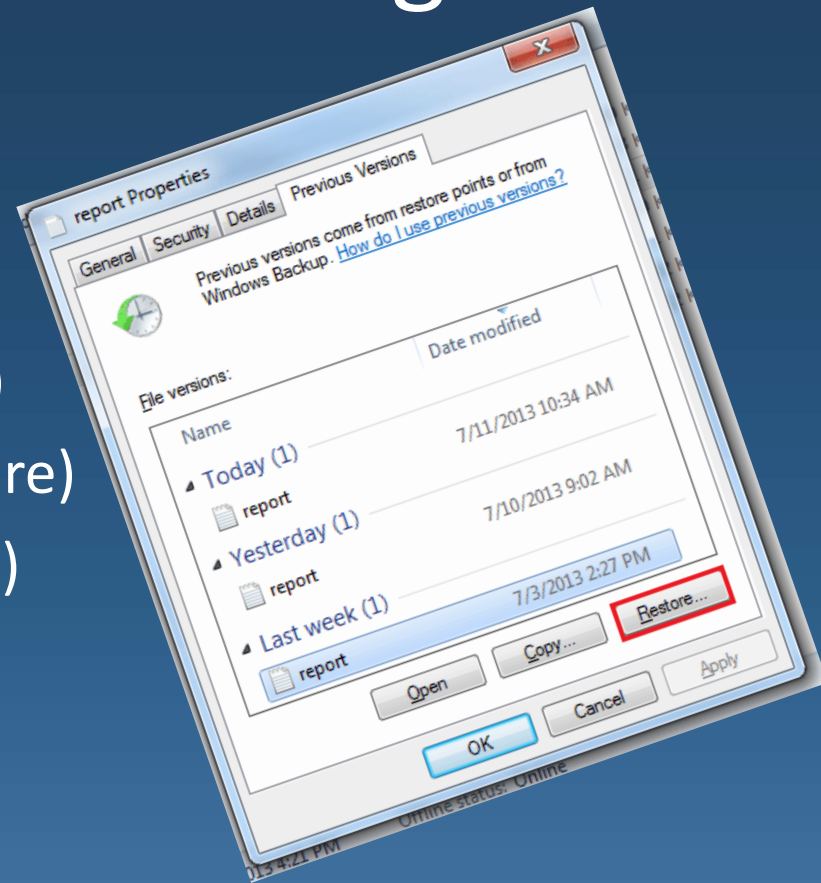 g
report Properties
General Security Details Previous Versions
Previous versions come from restore points or from
Windows Backup. How do I use previous versions?
File versions:
Name Date modified
Today (1)
report 7/11/2013 10:34 AM
Yesterday (1)
report 7/10/2013 9:02 AM
Last week (1)
report 7/3/2013 2:27 PM
)
re)
)
Open Copy... Restore...
OK Cancel Apply
Offline status: Online
013 4:21 PM